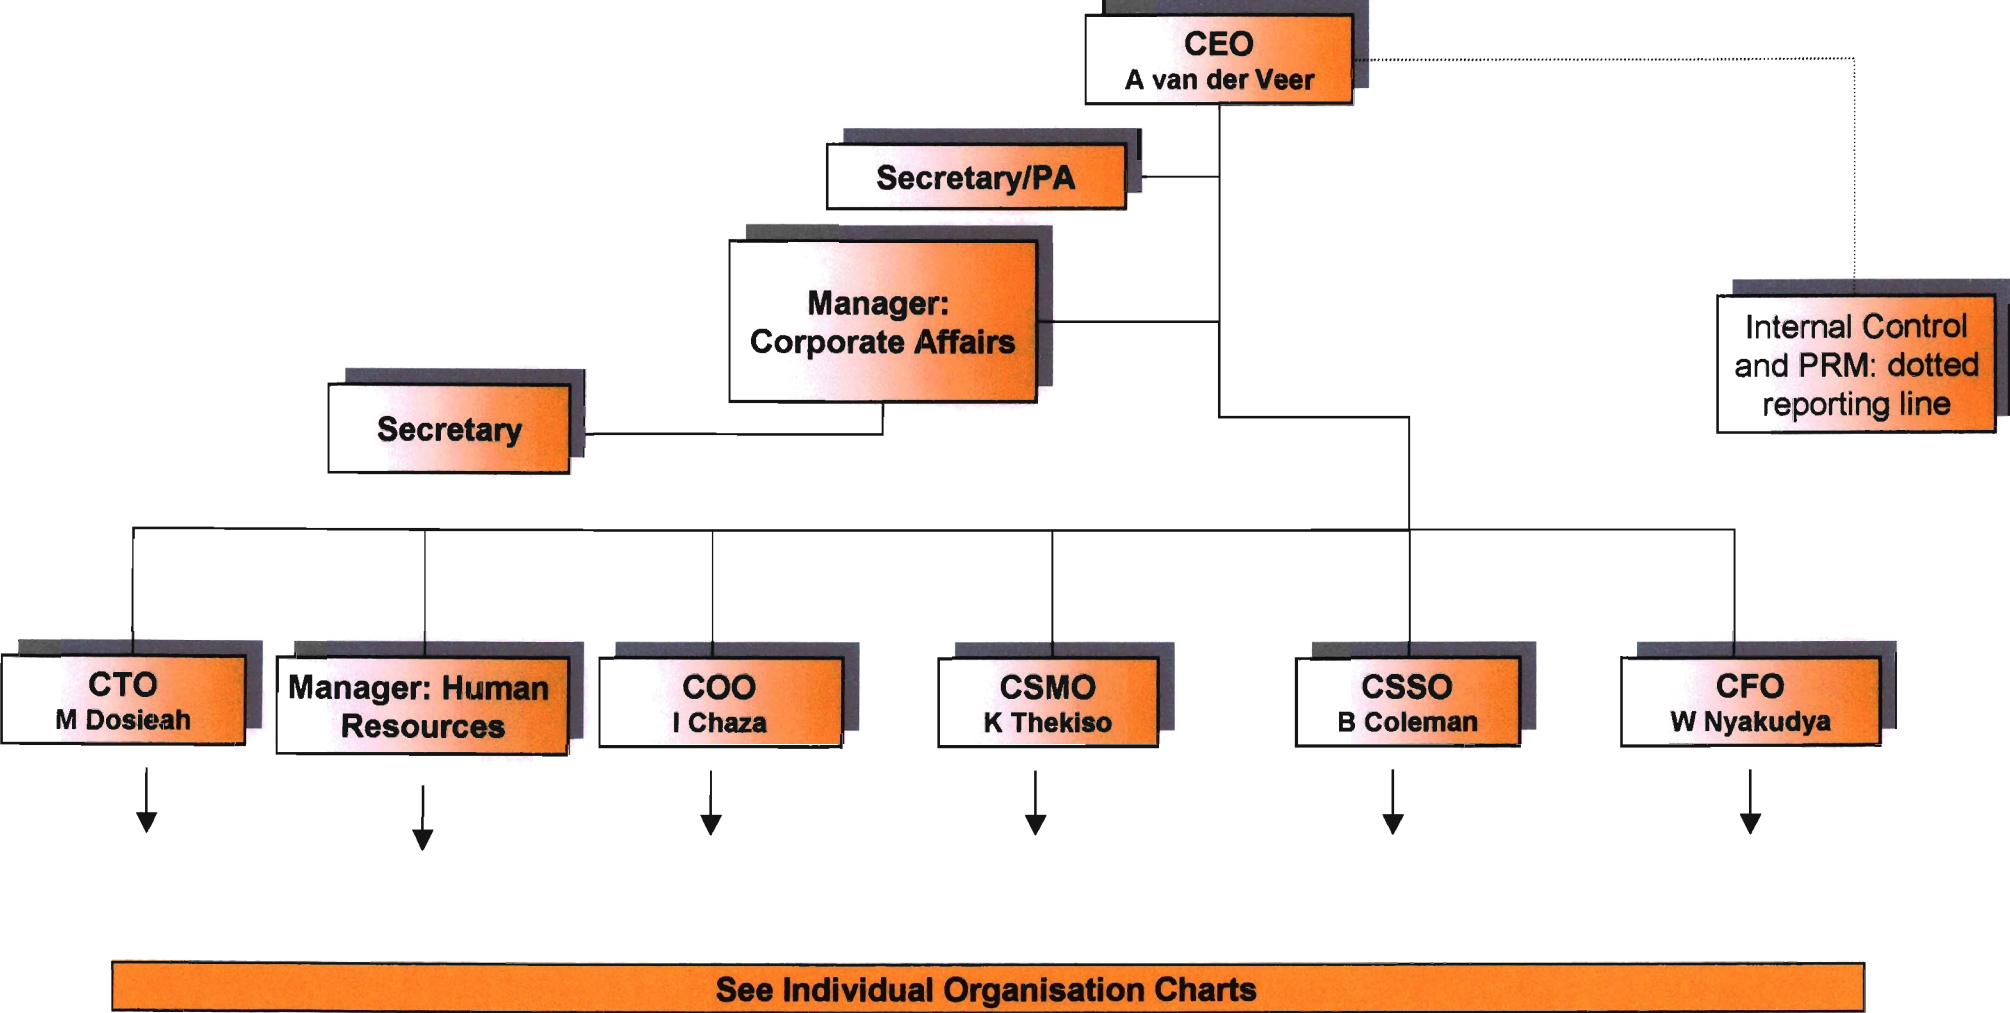 CEO
A van der Veer
Secretary/PA
Manager:
Corporate Affairs
Internal Control
and PRM: dotted
reporting line
Secretary
CTO
M Dosieah
Manager: Human
Resources
COO
I Chaza
CSMO
K Thekiso
CSSO
B Coleman
CFO
W Nyakudya
See Individual Organisation Charts